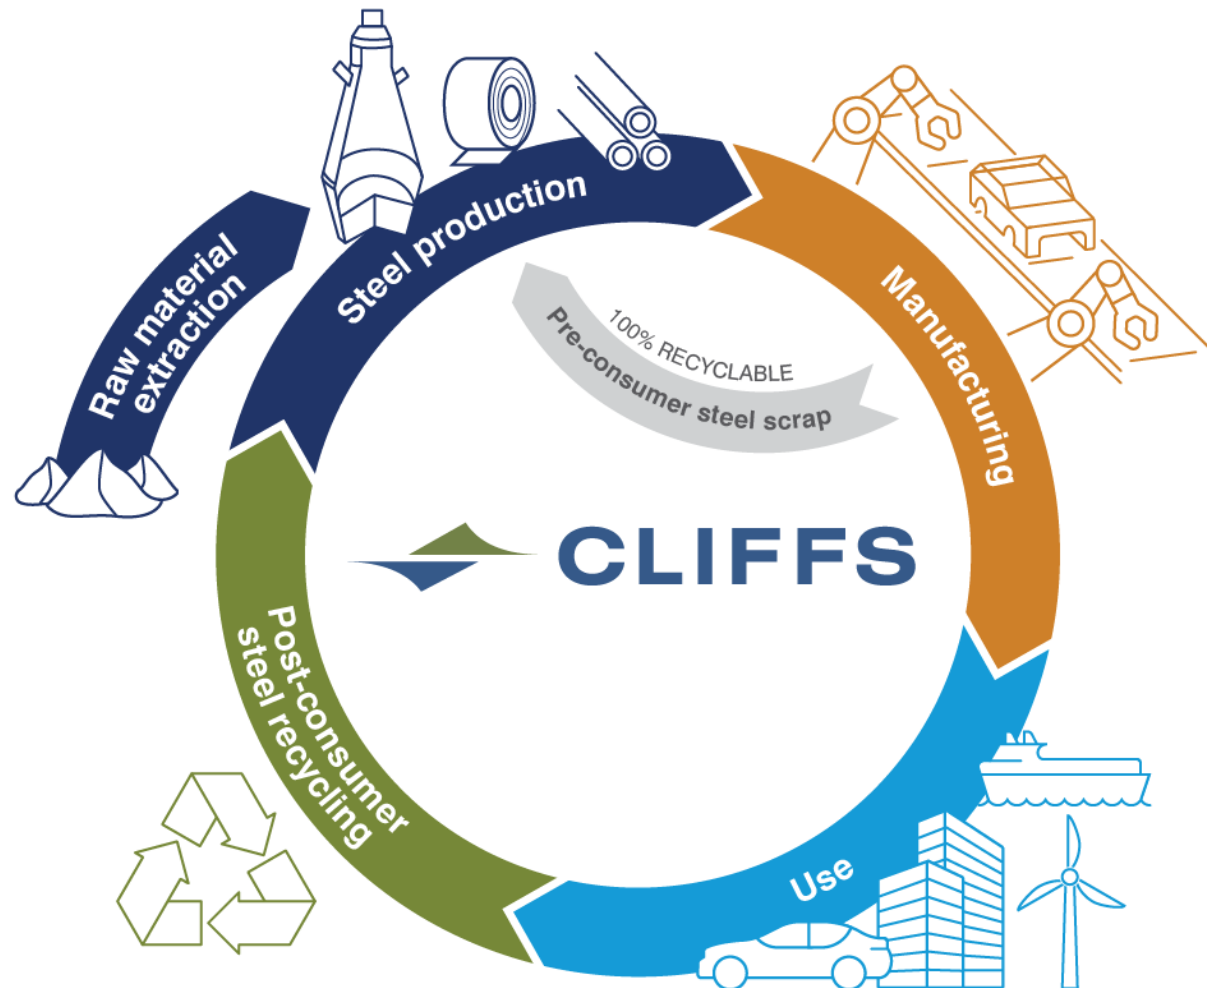 Raw material
extraction
Steel production
Manufacturing
100% RECYCLABLE
Pre-consumer steel scrap
CLIFFS
Post-consumer
steel recycling
Use